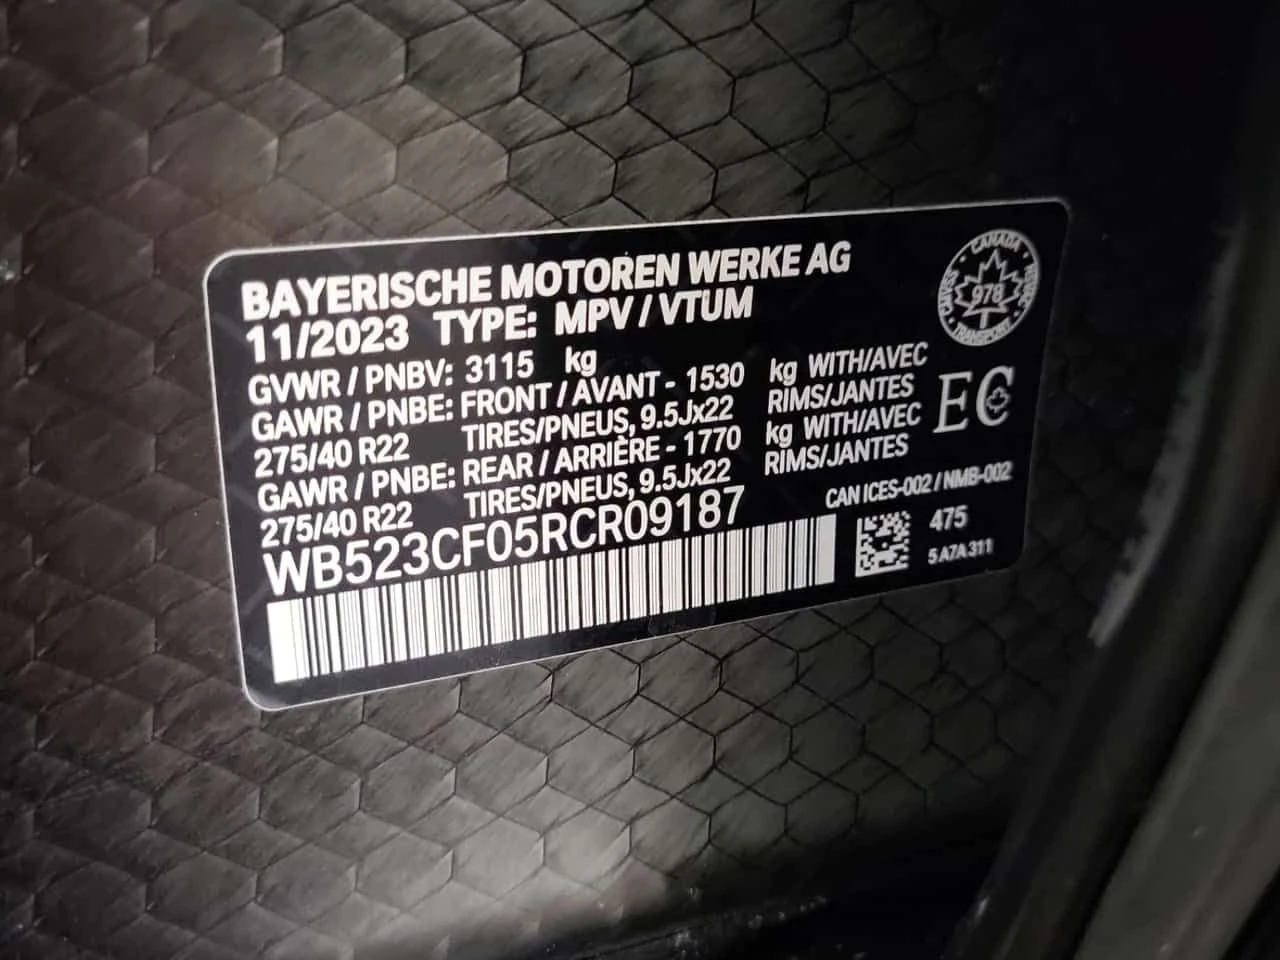 BAYERISCHE MOTOREN WERKE AG
11/2023 TYPE: MPV / VTUM
GVWR / PNBV: 3115 kg
GAWR / PNBE: FRONT / AVANT - 1530 kg WITH/AVEC
275/40 R22 TIRES/PNEUS, 9.5Jx22 RIMS/JANTES
GAWR / PNBE: REAR / ARRIÈRE - 1770 kg WITH/AVEC
275/40 R22 TIRES/PNEUS, 9.5Jx22 RIMS/JANTES
WB523CF05RCR09187
CANADA
978
TRANSPORT
EC
CAN ICES-002 / NMB-002
475
5 A7A 311